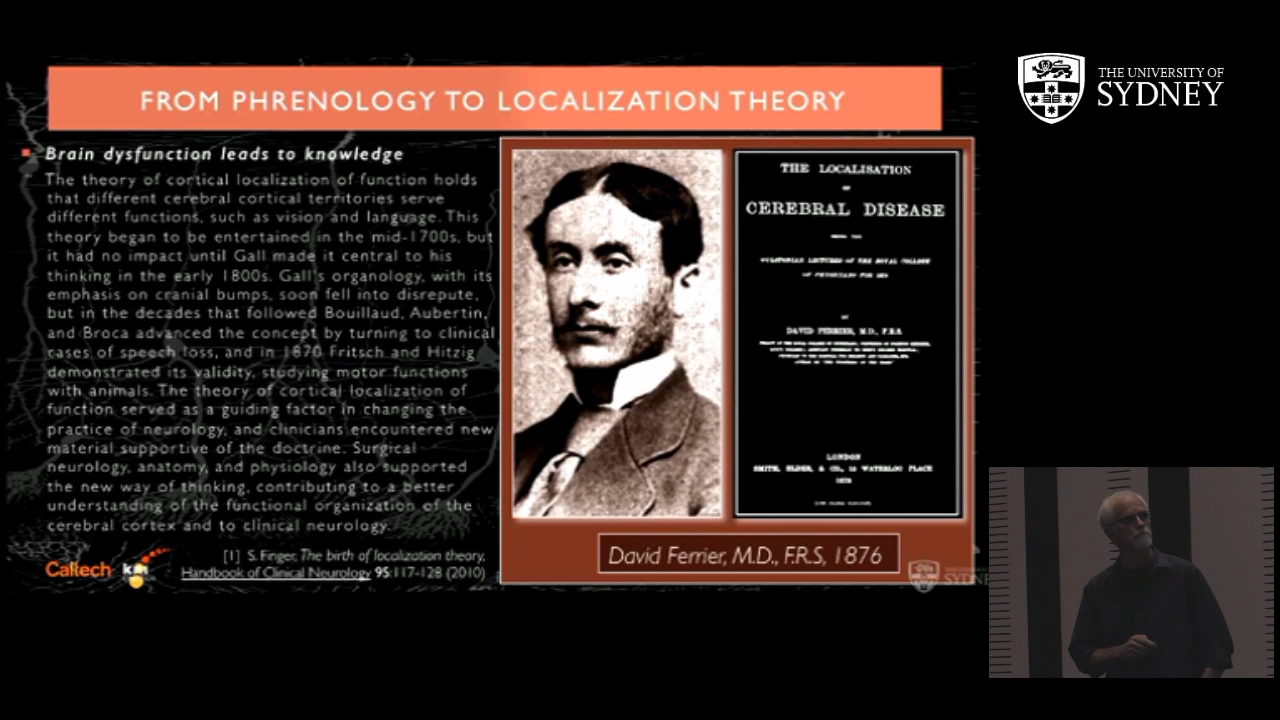 FROM PHRENOLOGY TO LOCALIZATION THEORY
Brain dysfunction leads to knowledge
The theory of cortical localization of function holds
that different cerebral cortical territories serve
different functions, such as vision and language. This
theory began to be entertained in the mid-1700s, but
it had no impact until Gall made it central to his
thinking in the early 1800s. Gall's organology, with its
emphasis on cranial bumps, soon fell into disrepute,
but in the decades that followed Bouillaud, Aubertin,
and Broca advanced the concept by turning to clinical
cases of speech loss, and in 1870 Fritsch and Hitzig
demonstrated its validity, studying motor functions
with animals. The theory of cortical localization of
function served as a guiding factor in changing the
practice of neurology, and clinicians encountered new
material supportive of the doctrine. Surgical
neurology, anatomy, and physiology also supported
the new way of thinking, contributing to a better
understanding of the functional organization of the
cerebral cortex and to clinical neurology.
[1] S. Finger, The birth of localization theory,
Handbook of Clinical Neurology 95:117-128 (2010)
Caltech
THE LOCALISATION
OF
CEREBRAL DISEASE
BY
DAVID FERRIER, M.D., F.R.S.
LONDON
SMITH, ELDER, & CO., 15 WATERLOO PLACE
1878
David Ferrier, M.D., F.R.S, 1876
THE UNIVERSITY OF
SYDNEY